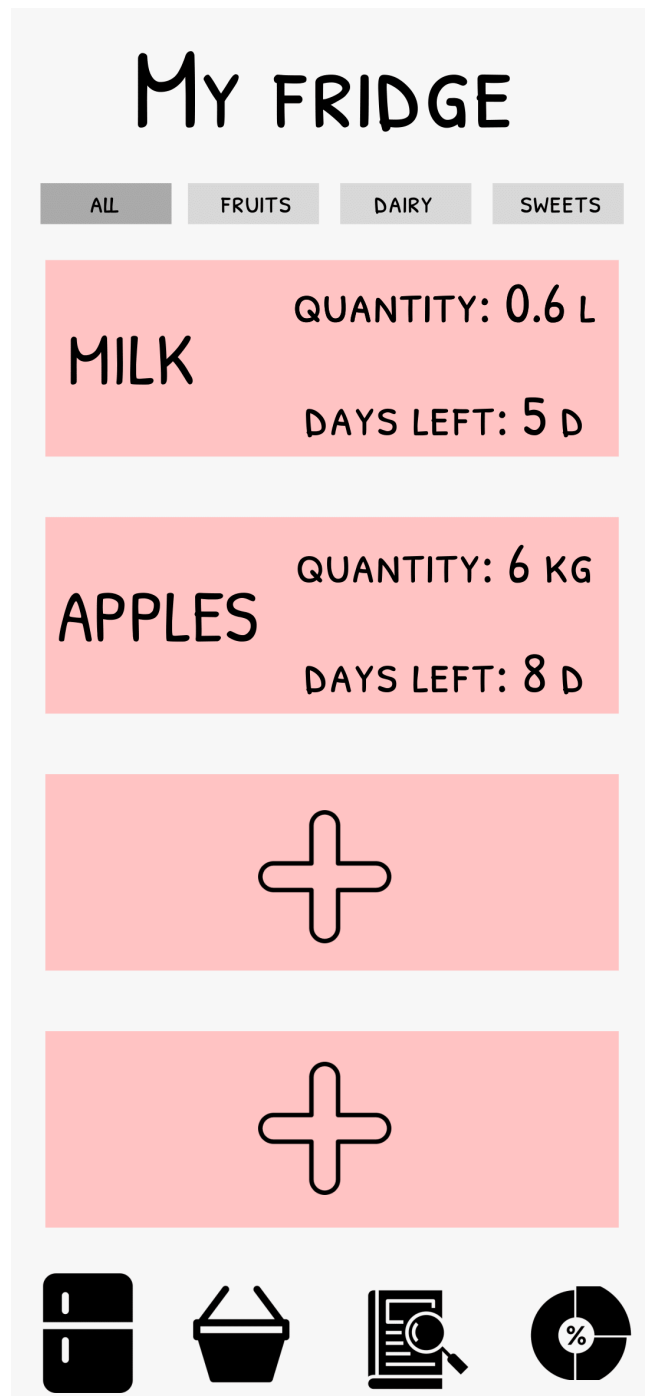 My fridge
ALL FRUITS DAIRY SWEETS
QUANTITY: 0.6 L
MILK
DAYS LEFT: 5 D
QUANTITY: 6 KG
APPLES
DAYS LEFT: 8 D
%